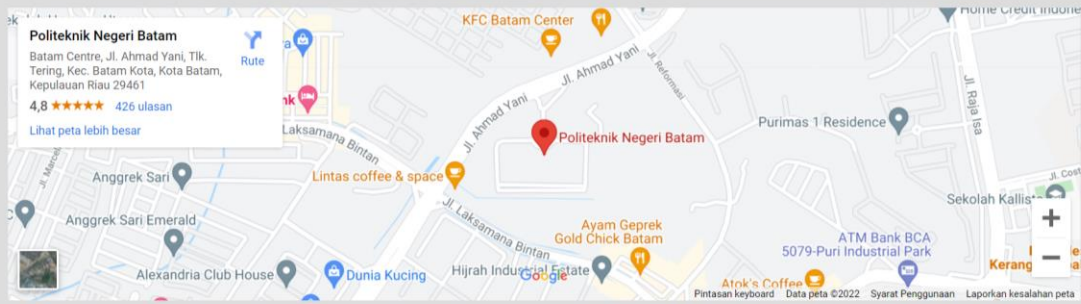 Politeknik Negeri Batam
Batam Centre, Jl. Ahmad Yani, Tlk.
Tering, Kec. Batam Kota, Kota Batam,
Kepulauan Riau 29461
4,8 426 ulasan
Lihat peta lebih besar
Rute
KFC Batam Center
Home Credit Indone
Jl. Ahmad Yani
Jl. Reformasi
Jl. Raja Isa
Jl. Ahmad Yani
Politeknik Negeri Batam
Purimas 1 Residence
Laksamana Bintan
Anggrek Sari
Lintas coffee & space
Jl. Cost
Sekolah Kallist
Anggrek Sari Emerald
Jl. Laksamana Bintan
Ayam Geprek
Gold Chick Batam
ATM Bank BCA
5079-Puri Industrial Park
Alexandria Club House
Dunia Kucing
Hijrah Industrial Estate
Google
Atok's Coffee
Kerang
Pintasan keyboard Data peta ©2022 Syarat Penggunaan Laporkan kesalahan peta